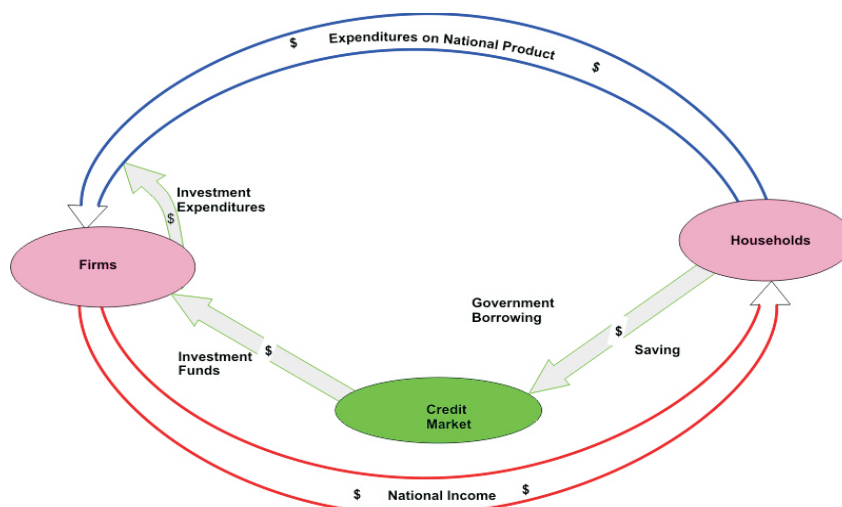 $ Expenditures on National Product $
Investment
Expenditures
$
Firms
Households
Government
Borrowing
$
Saving
Investment
Funds
$
Credit
Market
$ National Income $